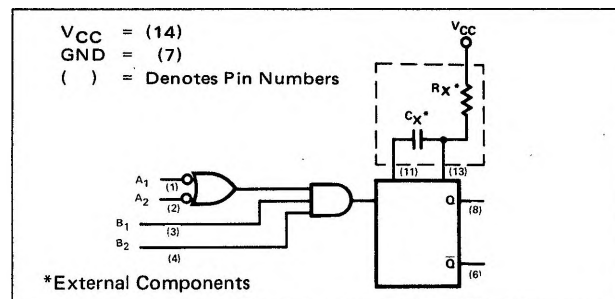 VCC = (14)
GND = (7)
( ) = Denotes Pin Numbers
VCC
RX*
CX*
(11) (13)
A1 (1)
A2 (2)
B1 (3)
B2 (4)
Q (8)
Q̅ (6)
*External Components